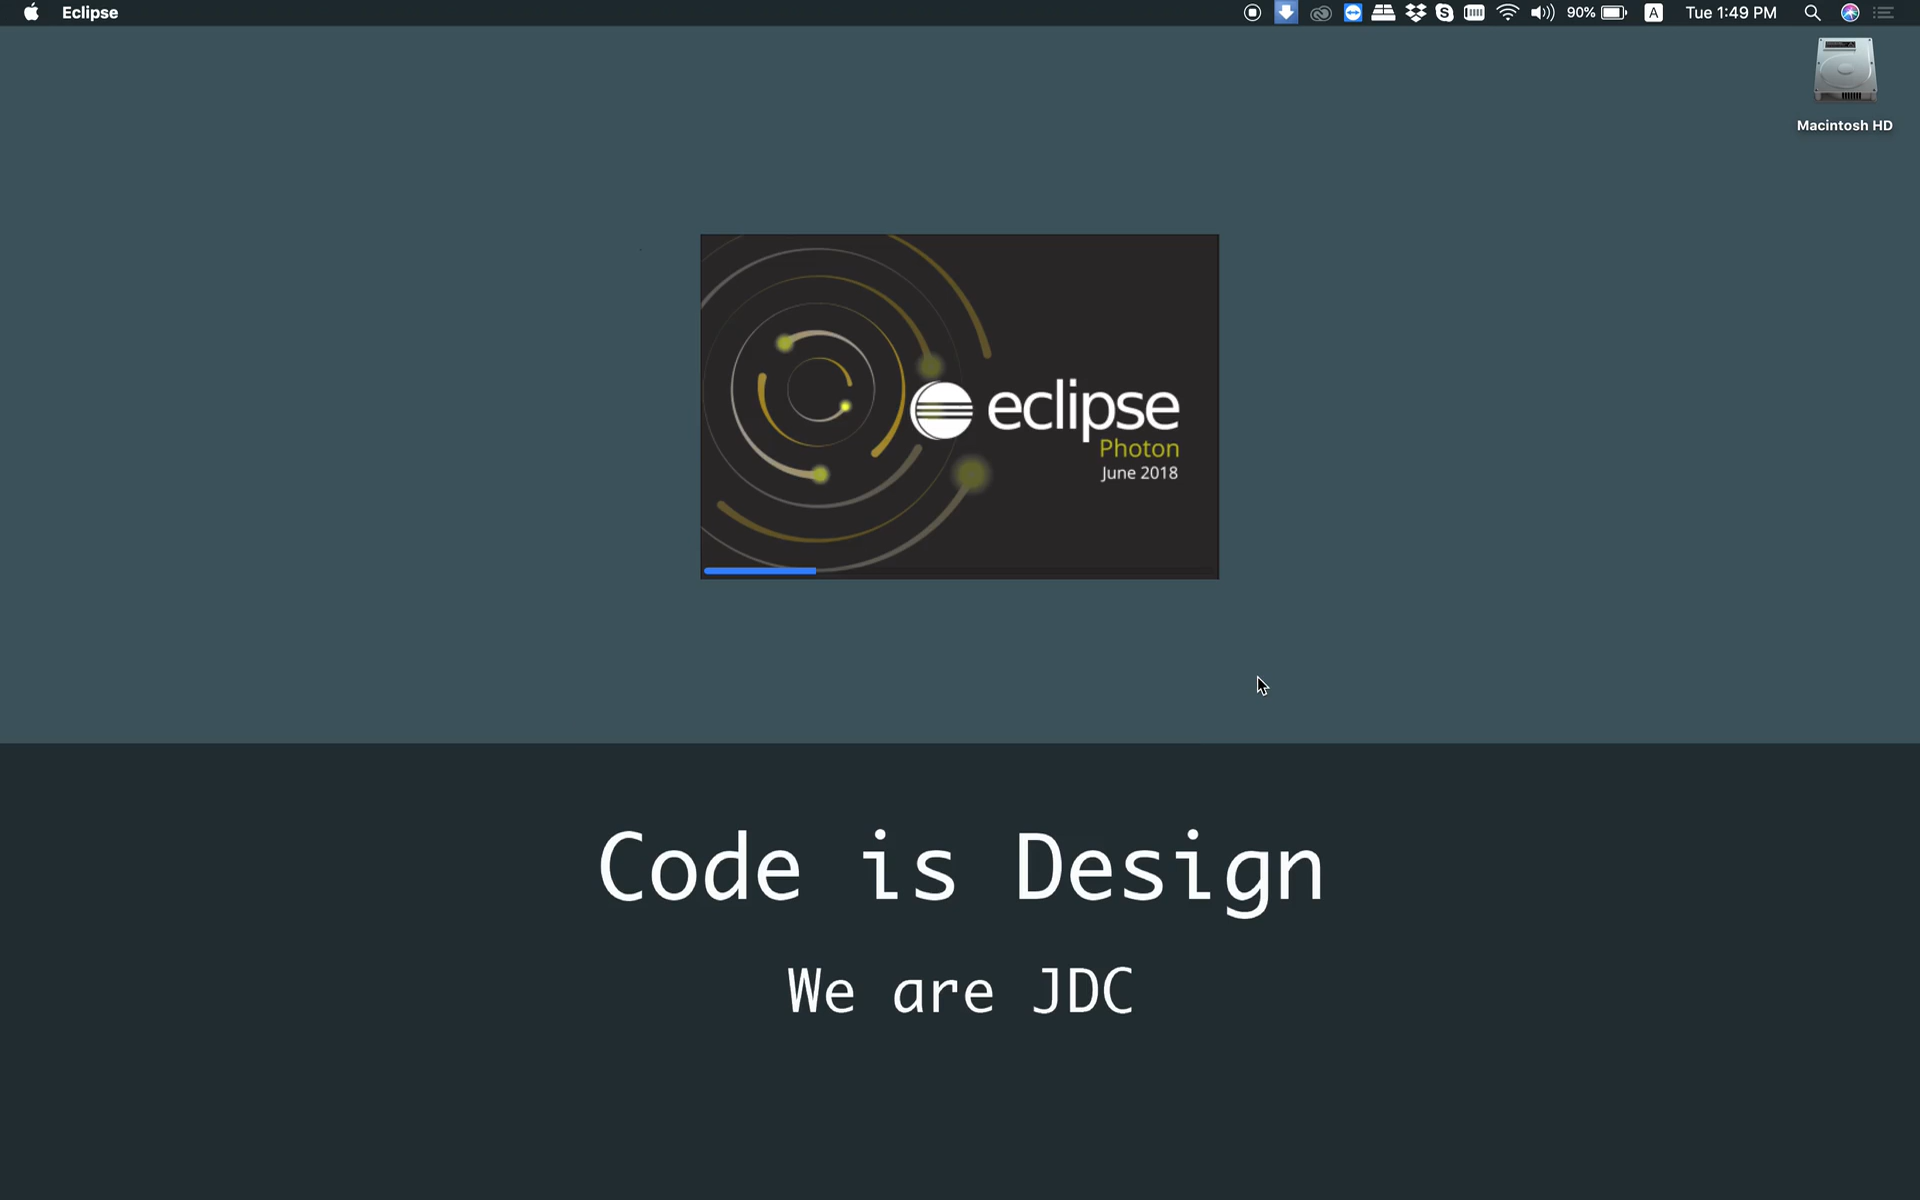 Eclipse
90%
A
Tue 1:49 PM
Macintosh HD
eclipse
Photon
June 2018
Code is Design
We are JDC